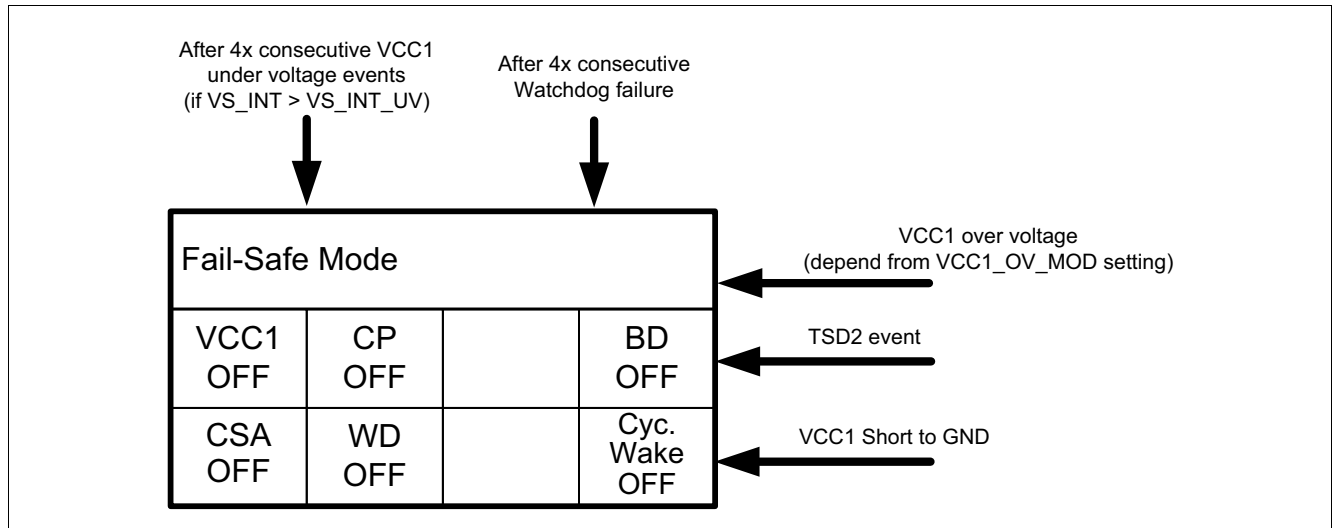 After 4x consecutive VCC1
under voltage events
(if VS_INT > VS_INT_UV)
After 4x consecutive
Watchdog failure
Fail-Safe Mode
VCC1 over voltage
(depend from VCC1_OV_MOD setting)
VCC1
OFF
CP
OFF
BD
OFF
TSD2 event
CSA
OFF
WD
OFF
Cyc.
Wake
OFF
VCC1 Short to GND